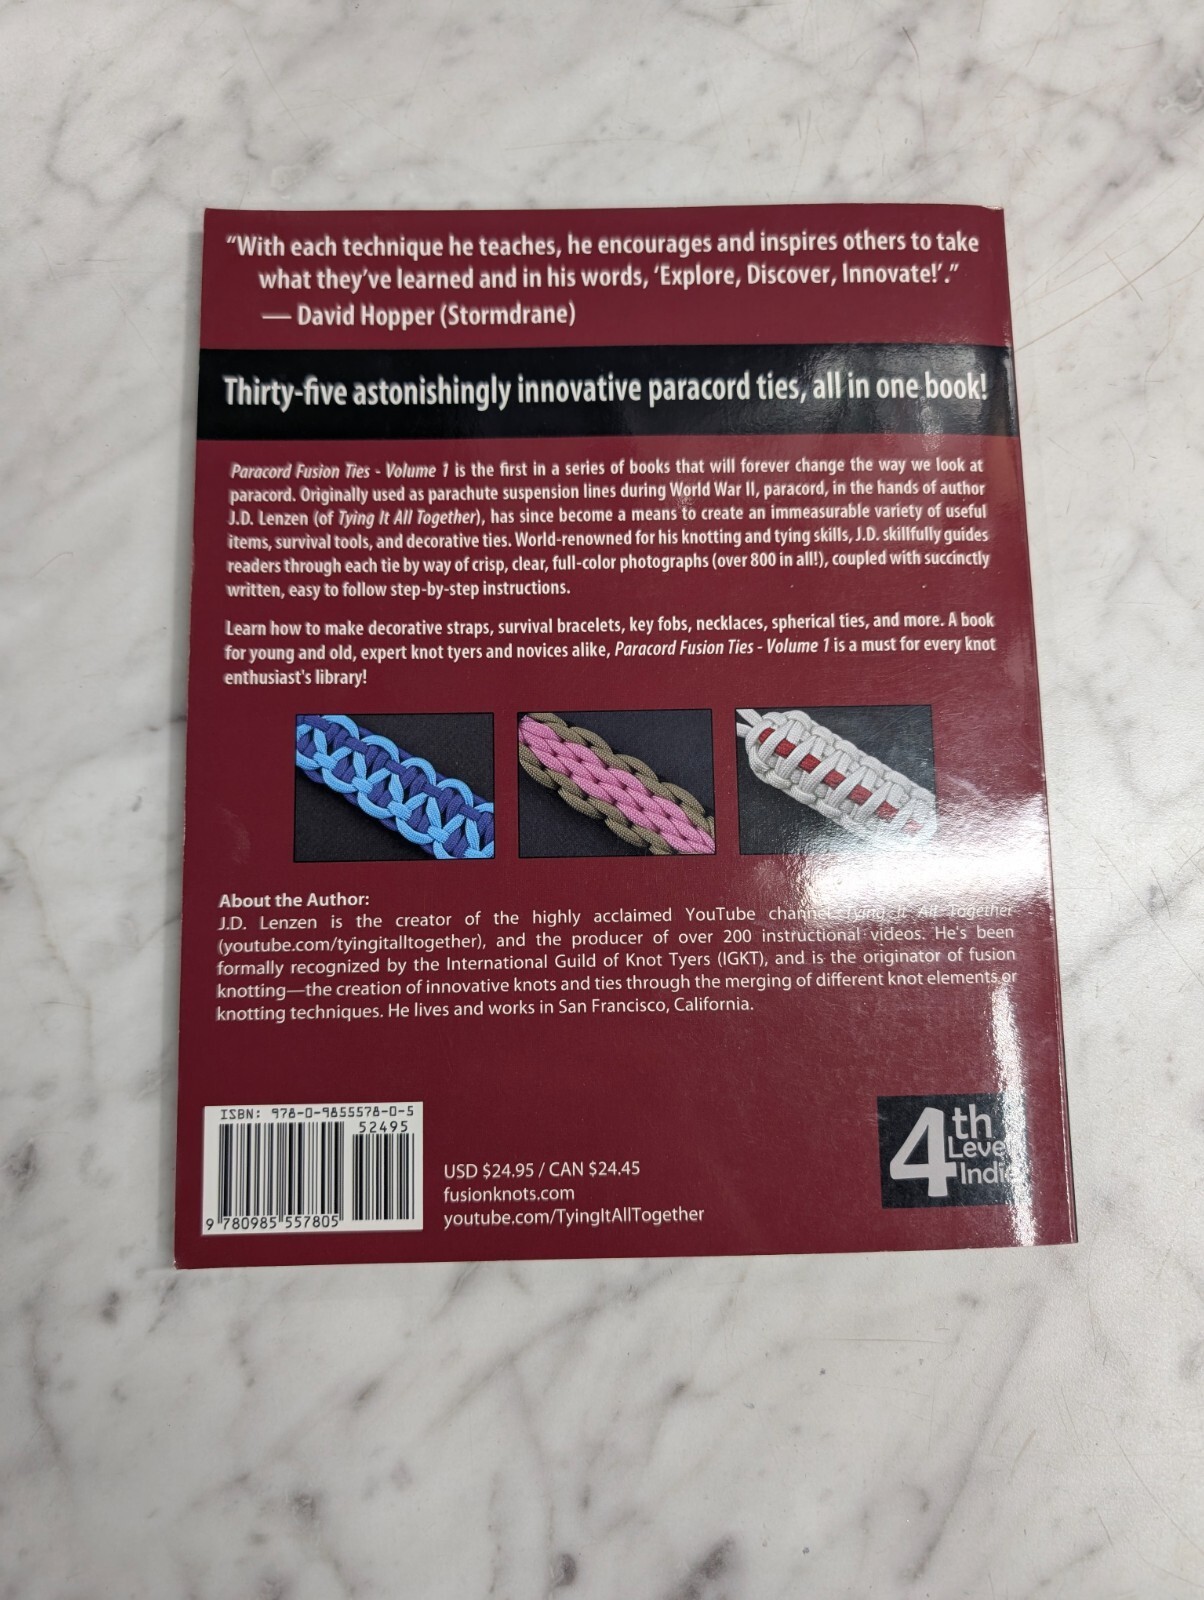 “With each technique he teaches, he encourages and inspires others to take
what they’ve learned and in his words, ‘Explore, Discover, Innovate!’.”
— David Hopper (Stormdrane)
Thirty-five astonishingly innovative paracord ties, all in one book!
Paracord Fusion Ties - Volume 1 is the first in a series of books that will forever change the way we look at
paracord. Originally used as parachute suspension lines during World War II, paracord, in the hands of author
J.D. Lenzen (of Tying It All Together), has since become a means to create an immeasurable variety of useful
items, survival tools, and decorative ties. World-renowned for his knotting and tying skills, J.D. skillfully guides
readers through each tie by way of crisp, clear, full-color photographs (over 800 in all!), coupled with succinctly
written, easy to follow step-by-step instructions.
Learn how to make decorative straps, survival bracelets, key fobs, necklaces, spherical ties, and more. A book
for young and old, expert knot tyers and novices alike, Paracord Fusion Ties - Volume 1 is a must for every knot
enthusiast's library!
About the Author:
J.D. Lenzen is the creator of the highly acclaimed YouTube channel Tying It All Together
(youtube.com/tyingitalltogether), and the producer of over 200 instructional videos. He's been
formally recognized by the International Guild of Knot Tyers (IGKT), and is the originator of fusion
knotting—the creation of innovative knots and ties through the merging of different knot elements or
knotting techniques. He lives and works in San Francisco, California.
ISBN: 978-0-9855578-0-5
52495
9 780985 557805
USD $24.95 / CAN $24.45
fusionknots.com
youtube.com/TyingItAllTogether
4th
Level
Indie